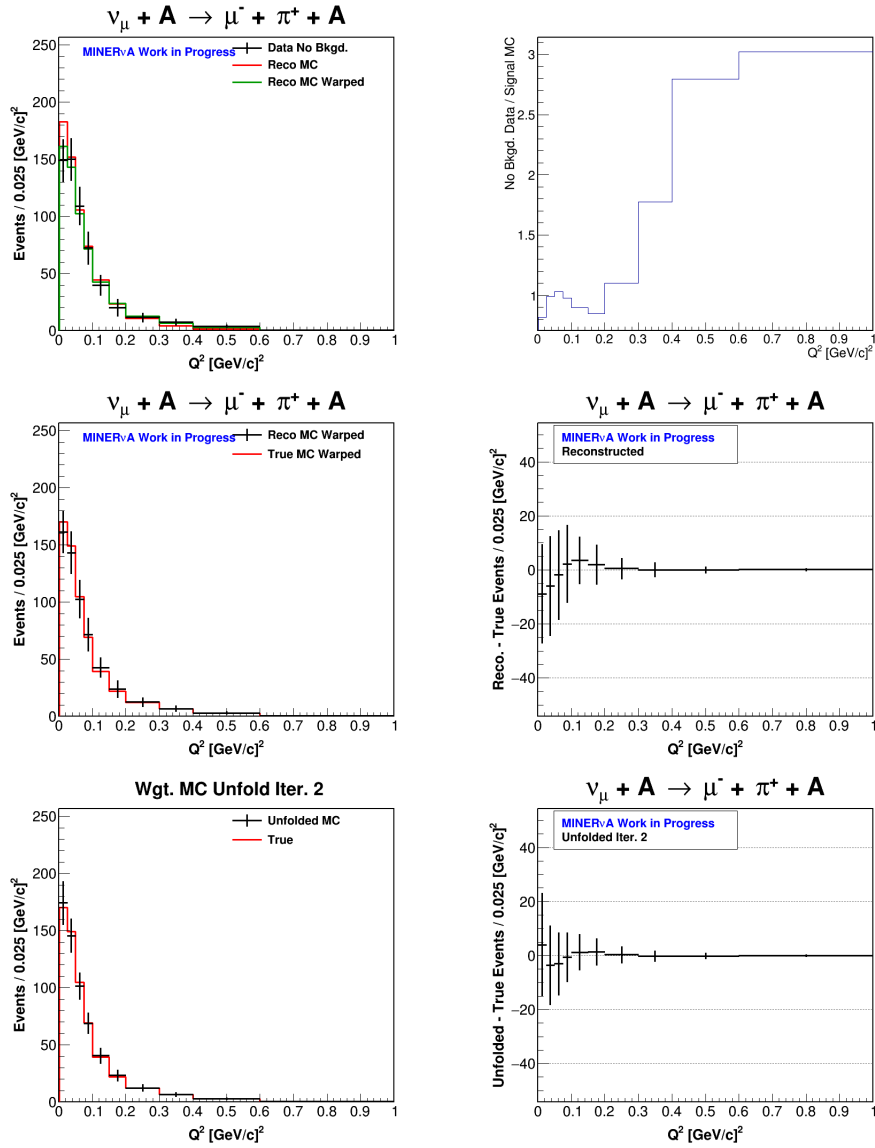 νμ + A → μ- + π+ + A
MINERνA Work in Progress
Data No Bkgd.
Reco MC
Reco MC Warped
Events / 0.025 [GeV/c]²
250
200
150
100
50
0
0 0.1 0.2 0.3 0.4 0.5 0.6 0.7 0.8 0.9 1
Q² [GeV/c]²
No Bkgd. Data / Signal MC
3
2.5
2
1.5
1
0 0.1 0.2 0.3 0.4 0.5 0.6 0.7 0.8 0.9 1
Q² [GeV/c]²
νμ + A → μ- + π+ + A
MINERνA Work in Progress
Reco MC Warped
True MC Warped
Events / 0.025 [GeV/c]²
250
200
150
100
50
0
0 0.1 0.2 0.3 0.4 0.5 0.6 0.7 0.8 0.9 1
Q² [GeV/c]²
νμ + A → μ- + π+ + A
MINERνA Work in Progress
Reconstructed
Reco. - True Events / 0.025 [GeV/c]²
40
20
0
−20
−40
0 0.1 0.2 0.3 0.4 0.5 0.6 0.7 0.8 0.9 1
Q² [GeV/c]²
Wgt. MC Unfold Iter. 2
Unfolded MC
True
Events / 0.025 [GeV/c]²
250
200
150
100
50
0
0 0.1 0.2 0.3 0.4 0.5 0.6 0.7 0.8 0.9 1
Q² [GeV/c]²
νμ + A → μ- + π+ + A
MINERνA Work in Progress
Unfolded Iter. 2
Unfolded - True Events / 0.025 [GeV/c]²
40
20
0
−20
−40
0 0.1 0.2 0.3 0.4 0.5 0.6 0.7 0.8 0.9 1
Q² [GeV/c]²